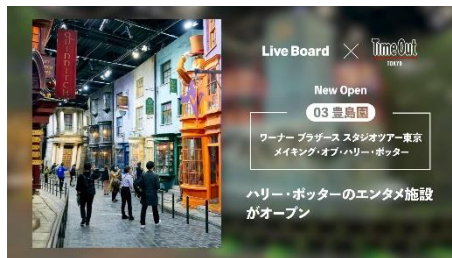 QUIDDITCH
Live Board × TimeOut
TOKYO
New Open
03 豊島園
ワーナー ブラザース スタジオツアー東京
メイキング・オブ・ハリー・ポッター
ハリー・ポッターのエンタメ施設
がオープン